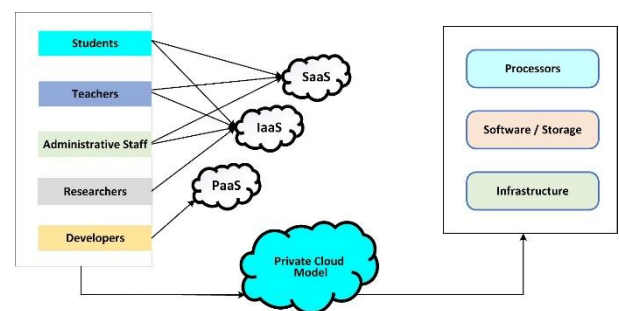 Students
Teachers
Administrative Staff
Researchers
Developers
SaaS
IaaS
PaaS
Private Cloud
Model
Processors
Software / Storage
Infrastructure